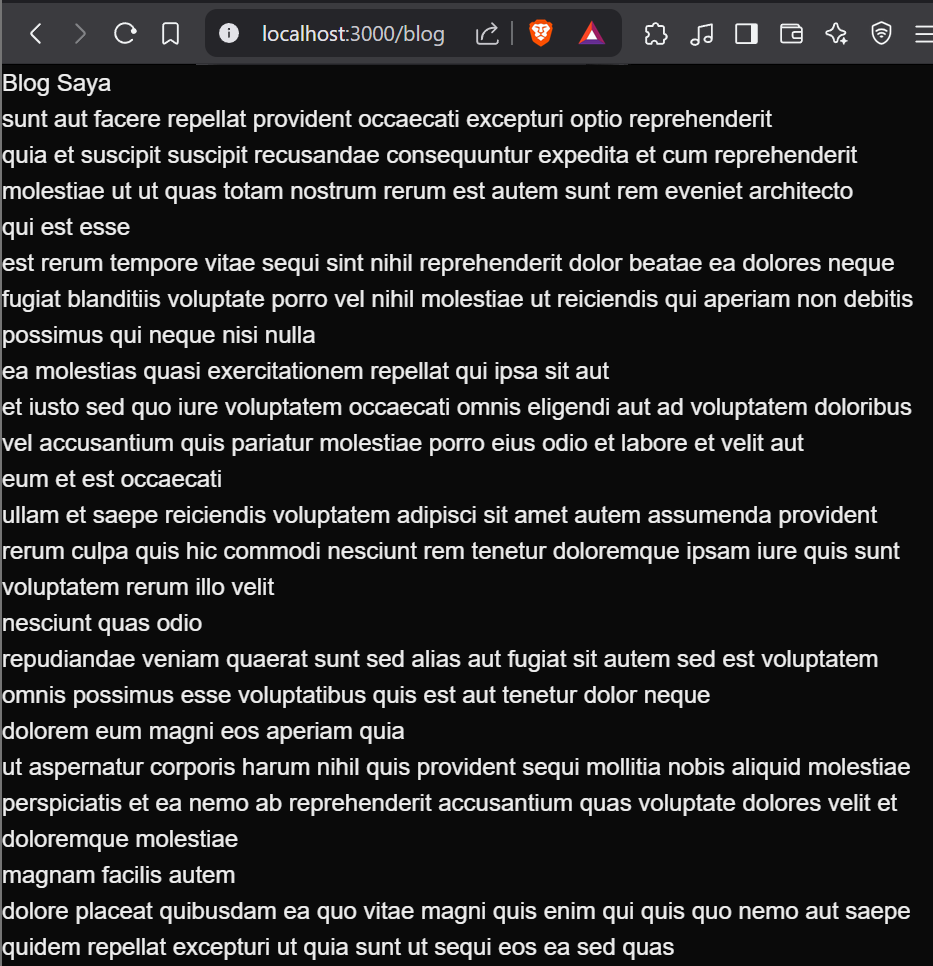 localhost:3000/blog
Blog Saya
sunt aut facere repellat provident occaecati excepturi optio reprehenderit
quia et suscipit suscipit recusandae consequuntur expedita et cum reprehenderit
molestiae ut ut quas totam nostrum rerum est autem sunt rem eveniet architecto
qui est esse
est rerum tempore vitae sequi sint nihil reprehenderit dolor beatae ea dolores neque
fugiat blanditiis voluptate porro vel nihil molestiae ut reiciendis qui aperiam non debitis
possimus qui neque nisi nulla
ea molestias quasi exercitationem repellat qui ipsa sit aut
et iusto sed quo iure voluptatem occaecati omnis eligendi aut ad voluptatem doloribus
vel accusantium quis pariatur molestiae porro eius odio et labore et velit aut
eum et est occaecati
ullam et saepe reiciendis voluptatem adipisci sit amet autem assumenda provident
rerum culpa quis hic commodi nesciunt rem tenetur doloremque ipsam iure quis sunt
voluptatem rerum illo velit
nesciunt quas odio
repudiandae veniam quaerat sunt sed alias aut fugiat sit autem sed est voluptatem
omnis possimus esse voluptatibus quis est aut tenetur dolor neque
dolorem eum magni eos aperiam quia
ut aspernatur corporis harum nihil quis provident sequi mollitia nobis aliquid molestiae
perspiciatis et ea nemo ab reprehenderit accusantium quas voluptate dolores velit et
doloremque molestiae
magnam facilis autem
dolore placeat quibusdam ea quo vitae magni quis enim qui quis quo nemo aut saepe
quidem repellat excepturi ut quia sunt ut sequi eos ea sed quas